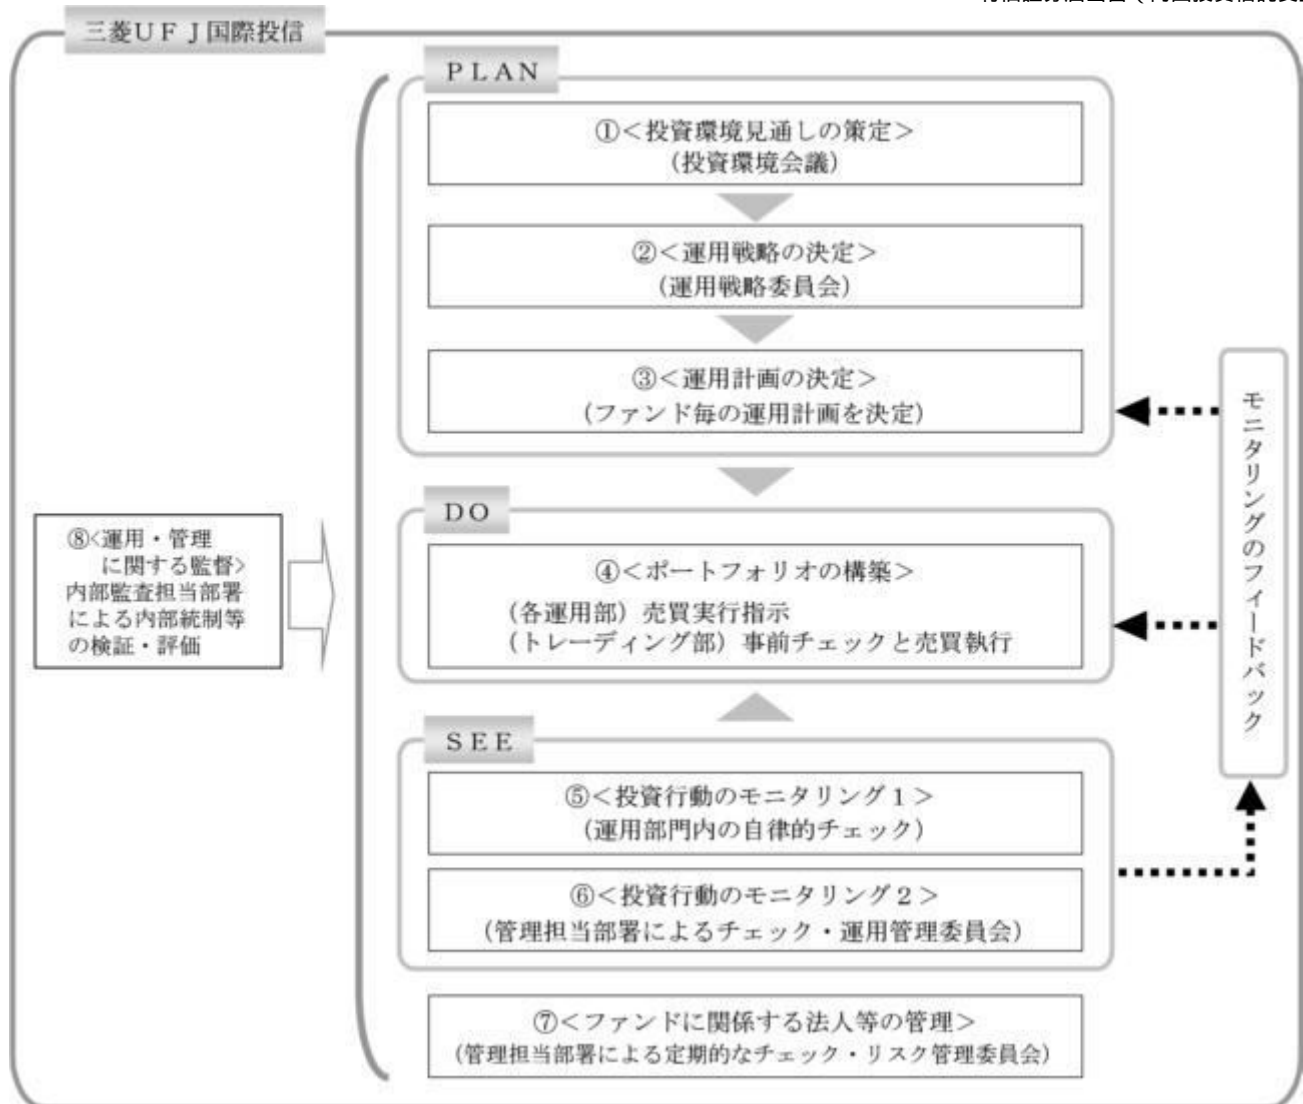 三菱UFJ国際投信
PLAN
①<投資環境見通しの策定>
(投資環境会議)
②<運用戦略の決定>
(運用戦略委員会)
③<運用計画の決定>
(ファンド毎の運用計画を決定)
DO
④<ポートフォリオの構築>
(各運用部)売買実行指示
(トレーディング部)事前チェックと売買執行
SEE
⑤<投資行動のモニタリング1>
(運用部門内の自律的チェック)
⑥<投資行動のモニタリング2>
(管理担当部署によるチェック・運用管理委員会)
⑦<ファンドに関係する法人等の管理>
(管理担当部署による定期的なチェック・リスク管理委員会)
⑧<運用・管理
に関する監督>
内部監査担当部署
による内部統制等
の検証・評価
モニタリングのフィードバック